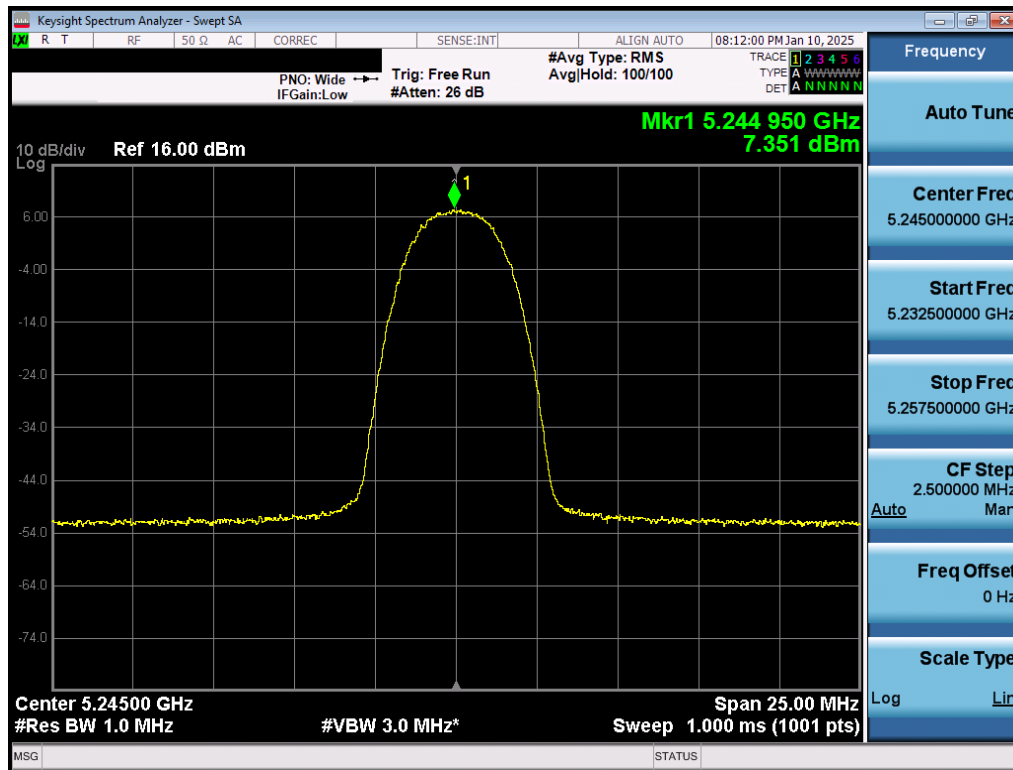 Keysight Spectrum Analyzer - Swept SA
LXI R T RF 50 Ω AC CORREC SENSE:INT ALIGN AUTO 08:12:00 PM Jan 10, 2025
PNO: Wide
IFGain:Low
Trig: Free Run
#Atten: 26 dB
#Avg Type: RMS
Avg|Hold: 100/100
TRACE 1 2 3 4 5 6
TYPE A WWWWW
DET A N N N N N
Mkr1 5.244 950 GHz
7.351 dBm
10 dB/div Ref 16.00 dBm
Log
1
6.00
-4.00
-14.0
-24.0
-34.0
-44.0
-54.0
-64.0
-74.0
Center 5.24500 GHz Span 25.00 MHz
#Res BW 1.0 MHz #VBW 3.0 MHz* Sweep 1.000 ms (1001 pts)
MSG STATUS
Frequency
Auto Tune
Center Freq
5.245000000 GHz
Start Freq
5.232500000 GHz
Stop Freq
5.257500000 GHz
CF Step
2.500000 MHz
Auto Man
Freq Offset
0 Hz
Scale Type
Log Lin